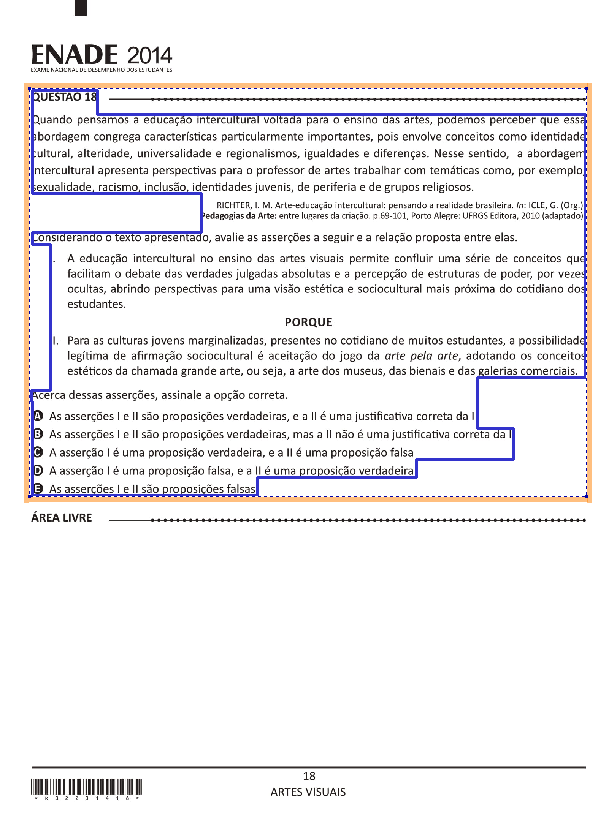 ENADE 2014
EXAME NACIONAL DE DESEMPENHO DOS ESTUDANTES
QUESTÃO 18
Quando pensamos a educação intercultural voltada para o ensino das artes, podemos perceber que essa
abordagem congrega características particularmente importantes, pois envolve conceitos como identidade
cultural, alteridade, universalidade e regionalismos, igualdades e diferenças. Nesse sentido, a abordagem
intercultural apresenta perspectivas para o professor de artes trabalhar com temáticas como, por exemplo,
sexualidade, racismo, inclusão, identidades juvenis, de periferia e de grupos religiosos.
RICHTER, I. M. Arte-educação intercultural: pensando a realidade brasileira. In: ICLE, G. (Org.)
Pedagogias da Arte: entre lugares da criação. p.69-101, Porto Alegre: UFRGS Editora, 2010 (adaptado)
Considerando o texto apresentado, avalie as asserções a seguir e a relação proposta entre elas.
I. A educação intercultural no ensino das artes visuais permite confluir uma série de conceitos que
facilitam o debate das verdades julgadas absolutas e a percepção de estruturas de poder, por vezes
ocultas, abrindo perspectivas para uma visão estética e sociocultural mais próxima do cotidiano dos
estudantes.
PORQUE
II. Para as culturas jovens marginalizadas, presentes no cotidiano de muitos estudantes, a possibilidade
legítima de afirmação sociocultural é aceitação do jogo da arte pela arte, adotando os conceitos
estéticos da chamada grande arte, ou seja, a arte dos museus, das bienais e das galerias comerciais.
Acerca dessas asserções, assinale a opção correta.
A As asserções I e II são proposições verdadeiras, e a II é uma justificativa correta da I
B As asserções I e II são proposições verdadeiras, mas a II não é uma justificativa correta da I
C A asserção I é uma proposição verdadeira, e a II é uma proposição falsa
D A asserção I é uma proposição falsa, e a II é uma proposição verdadeira
E As asserções I e II são proposições falsas
ÁREA LIVRE
18
ARTES VISUAIS